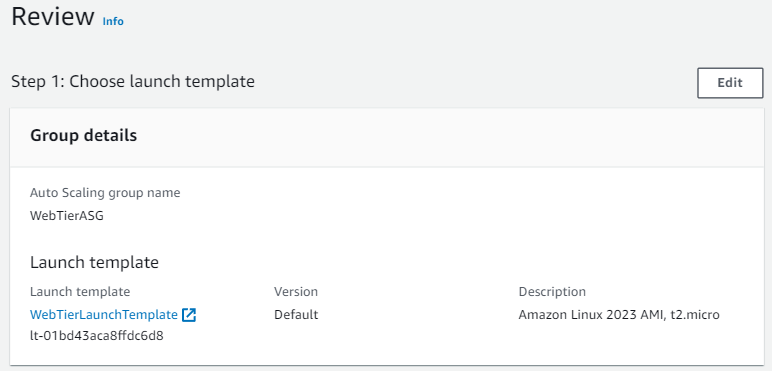 Review Info
Step 1: Choose launch template Edit
Group details
Auto Scaling group name
WebTierASG
Launch template
Launch template Version Description
WebTierLaunchTemplate Default Amazon Linux 2023 AMI, t2.micro
lt-01bd43aca8ffdc6d8